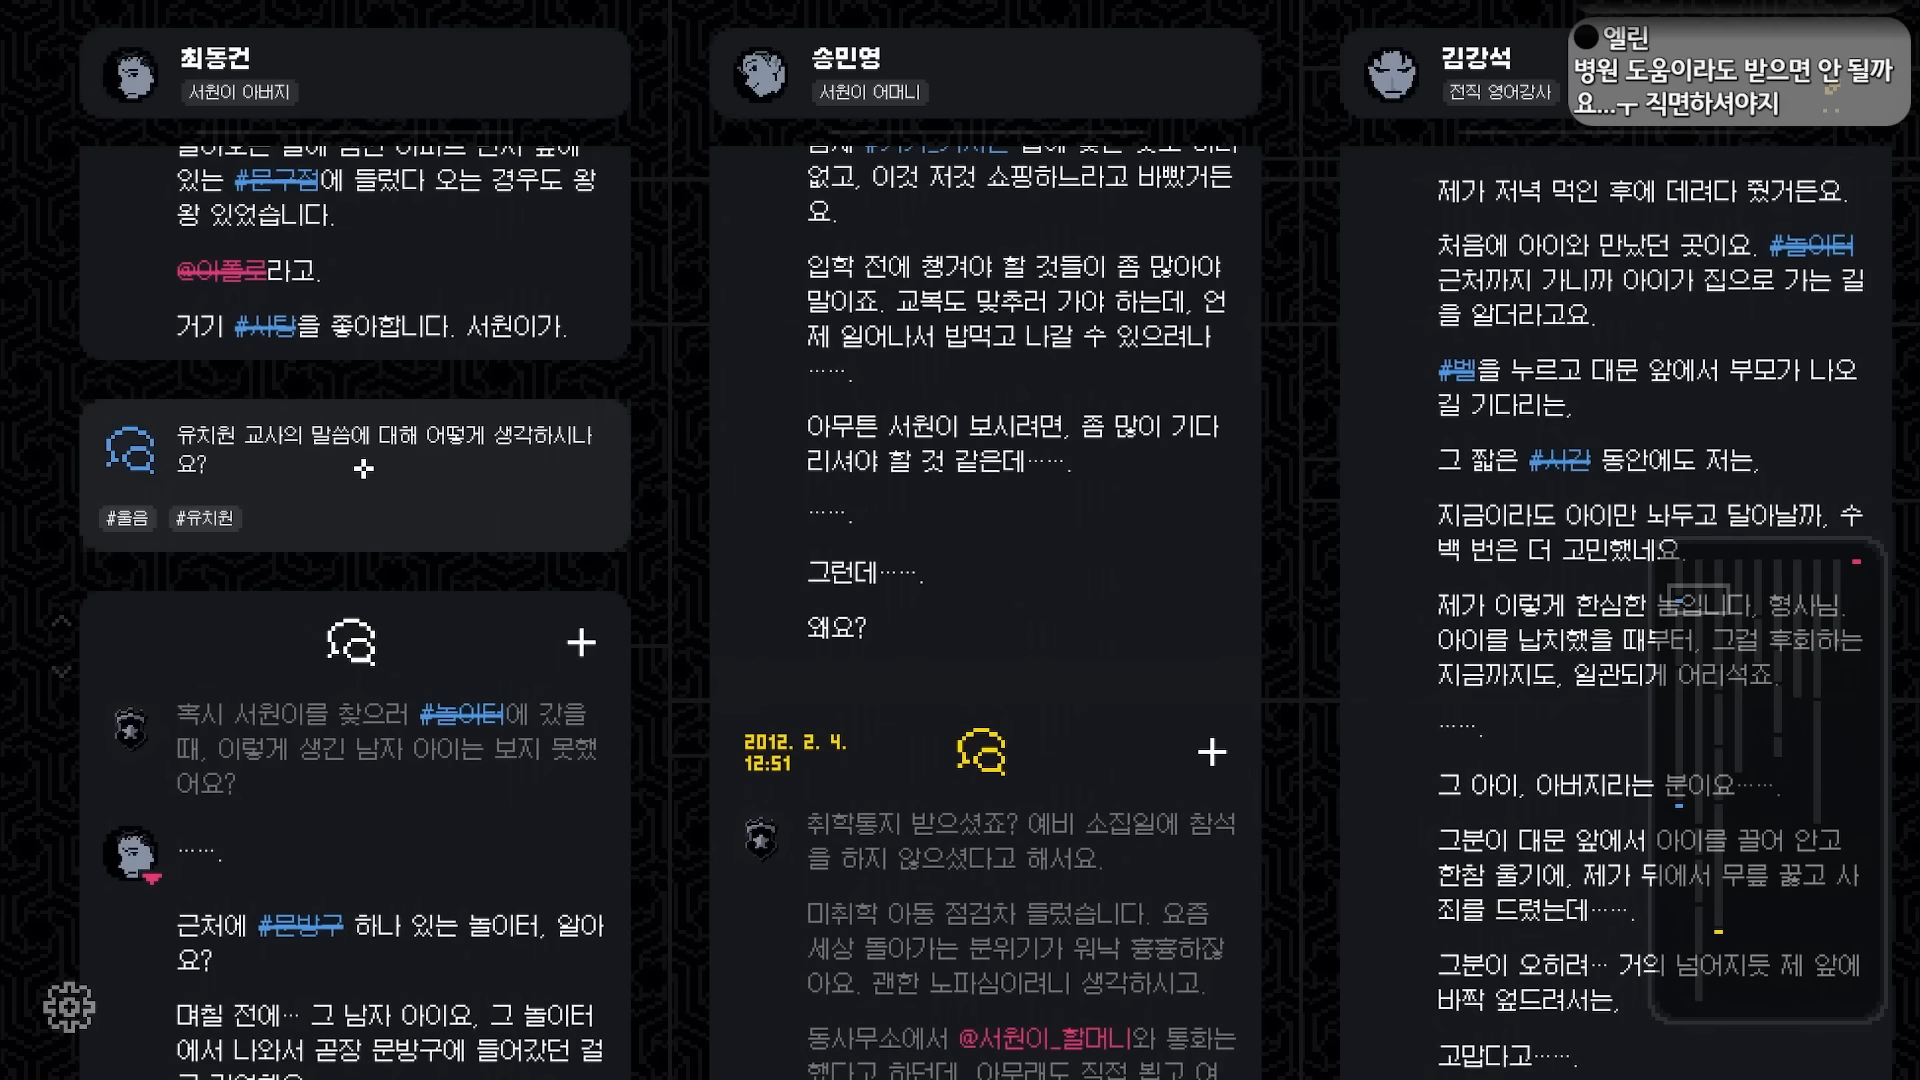 최동건
서원이 아버지
있는 #문구점에 들렀다 오는 경우도 왕
왕 있었습니다.
@아폴로라고.
거기 #사탕을 좋아합니다. 서원이가.
유치원 교사의 말씀에 대해 어떻게 생각하시나
요?
#울음 #유치원
혹시 서원이를 찾으러 #놀이터에 갔을
때, 이렇게 생긴 남자 아이는 보지 못했
어요?
…….
근처에 #문방구 하나 있는 놀이터, 알아
요?
며칠 전에… 그 남자 아이요, 그 놀이터
에서 나와서 곧장 문방구에 들어갔던 걸
송민영
서원이 어머니
없고, 이것 저것 쇼핑하느라고 바빴거든
요.
입학 전에 챙겨야 할 것들이 좀 많아야
말이죠. 교복도 맞추러 가야 하는데, 언
제 일어나서 밥먹고 나갈 수 있으려나
…….
아무튼 서원이 보시려면, 좀 많이 기다
리셔야 할 것 같은데…….
…….
그런데…….
왜요?
2012. 2. 4.
12:51
취학통지 받으셨죠? 예비 소집일에 참석
을 하지 않으셨다고 해서요.
미취학 아동 점검차 들렀습니다. 요즘
세상 돌아가는 분위기가 워낙 흉흉하잖
아요. 괜한 노파심이려니 생각하시고.
동사무소에서 @서원이_할머니와 통화는
했다고 하던데, 아무래도 직접 뵙고 여
김강석
전직 영어강사
엘린
병원 도움이라도 받으면 안 될까
요...ㅜ 직면하셔야지
제가 저녁 먹인 후에 데려다 줬거든요.
처음에 아이와 만났던 곳이요. #놀이터
근처까지 가니까 아이가 집으로 가는 길
을 알더라고요.
#벨을 누르고 대문 앞에서 부모가 나오
길 기다리는,
그 짧은 #시간 동안에도 저는,
지금이라도 아이만 놔두고 달아날까, 수
백 번은 더 고민했네요.
제가 이렇게 한심한 놈입니다, 형사님.
아이를 납치했을 때부터, 그걸 후회하는
지금까지도, 일관되게 어리석죠.
…….
그 아이, 아버지라는 분이요…….
그분이 대문 앞에서 아이를 끌어 안고
한참 울기에, 제가 뒤에서 무릎 꿇고 사
죄를 드렸는데…….
그분이 오히려… 거의 넘어지듯 제 앞에
바짝 엎드려서는,
고맙다고…….